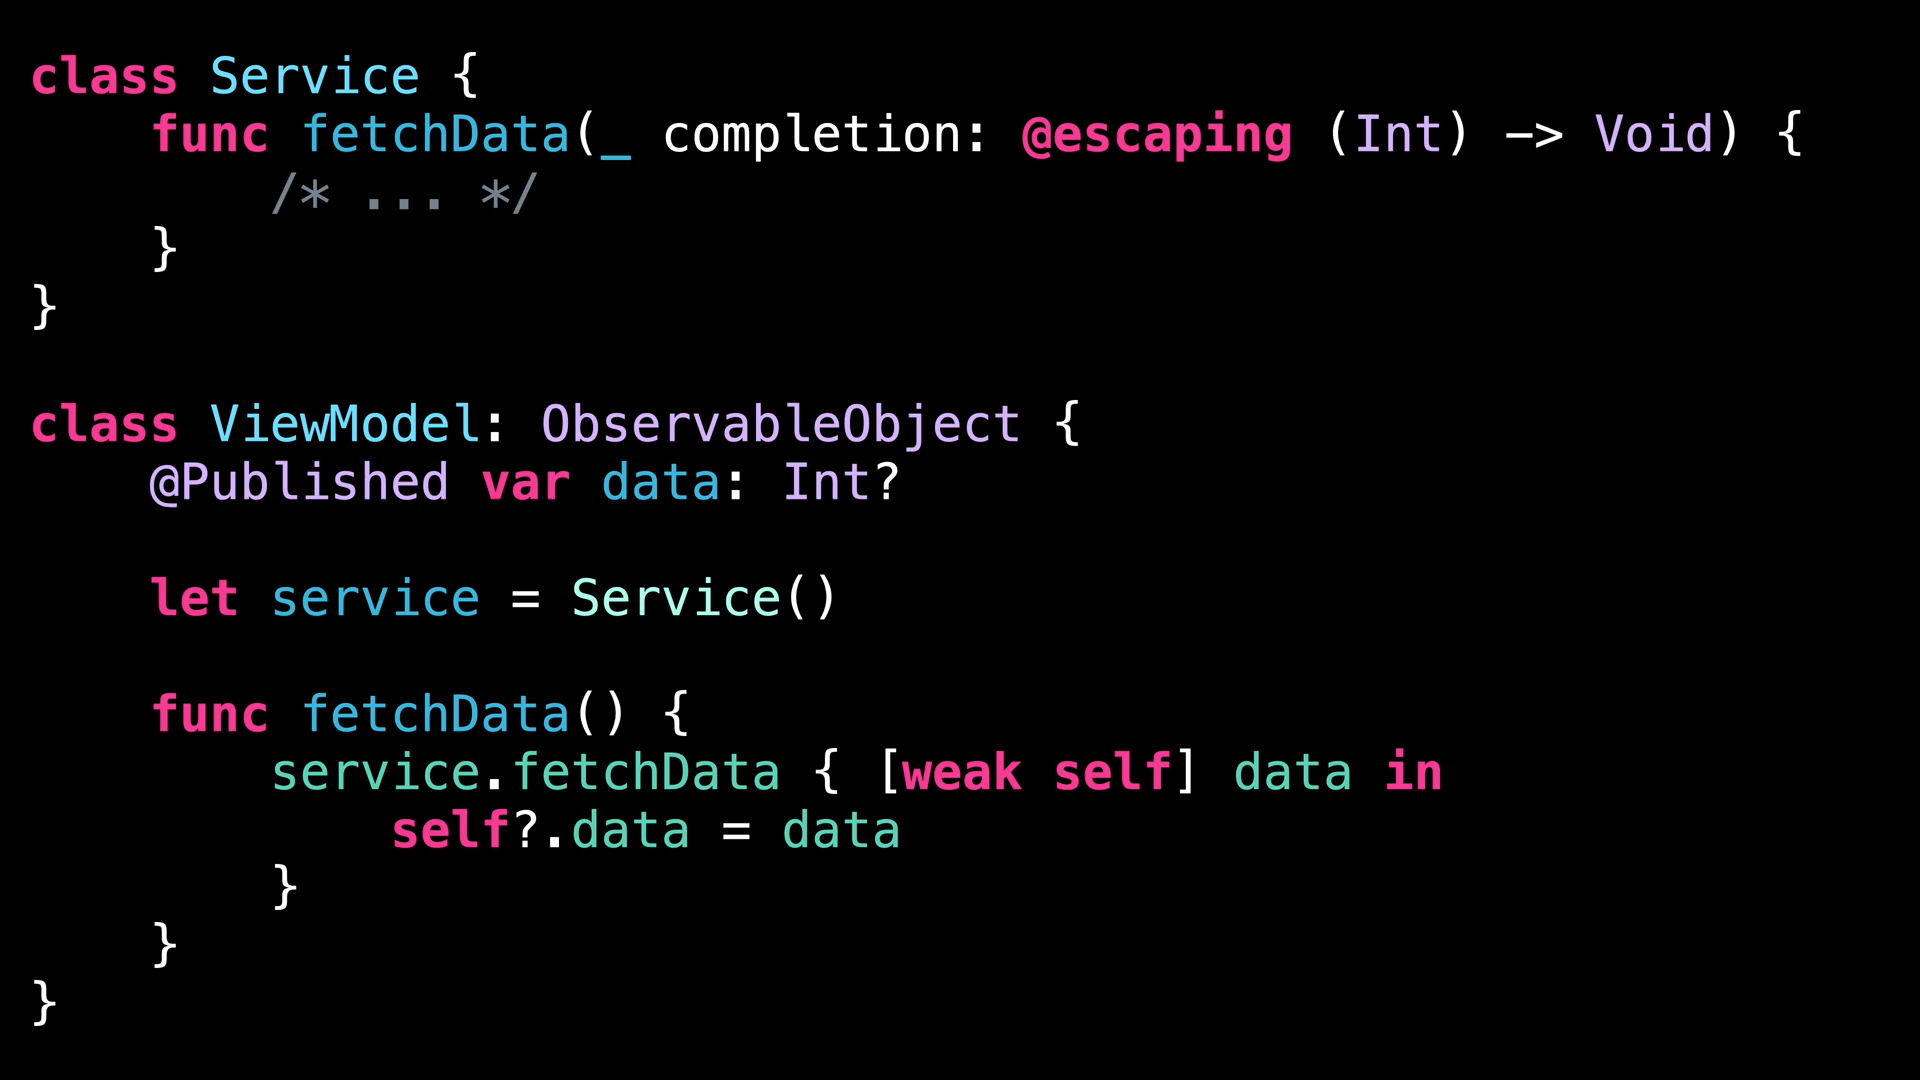 class Service {
    func fetchData(_ completion: @escaping (Int) -> Void) {
        /* ... */
    }
}

class ViewModel: ObservableObject {
    @Published var data: Int?

    let service = Service()

    func fetchData() {
        service.fetchData { [weak self] data in
            self?.data = data
        }
    }
}